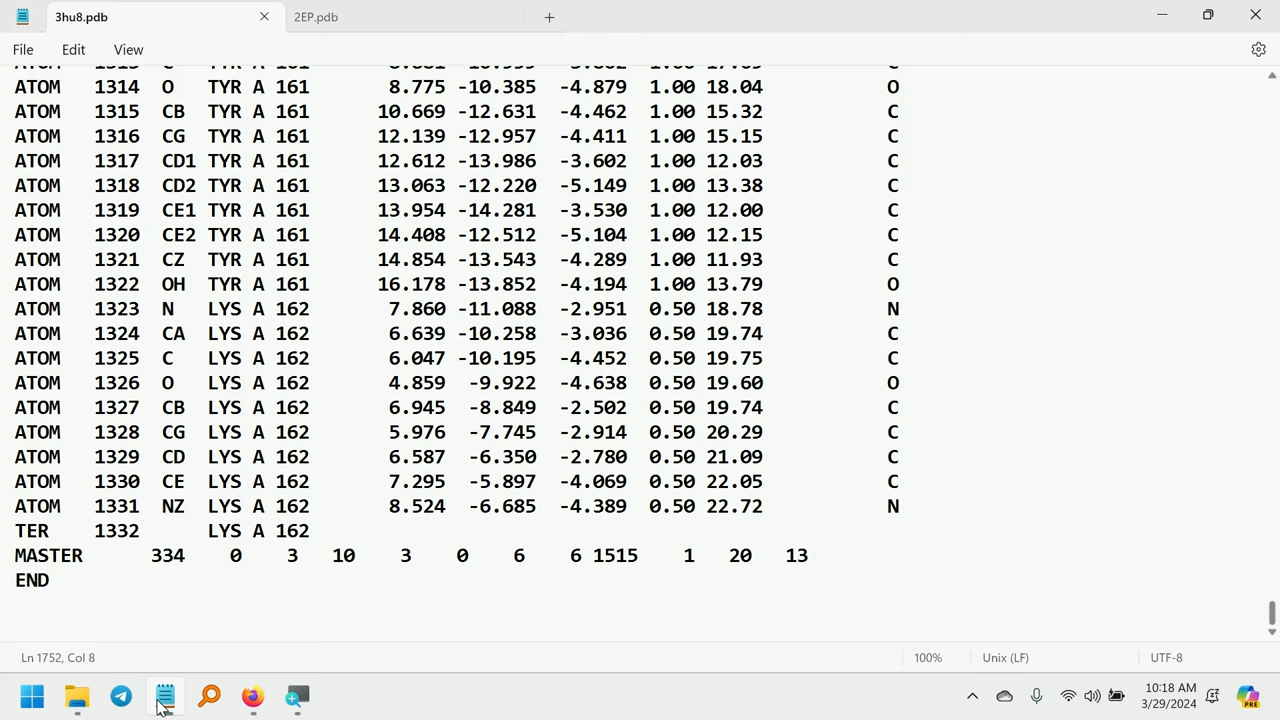 3hu8.pdb
2EP.pdb
File Edit View
ATOM 1314 O TYR A 161 8.775 -10.385 -4.879 1.00 18.04 O
ATOM 1315 CB TYR A 161 10.669 -12.631 -4.462 1.00 15.32 C
ATOM 1316 CG TYR A 161 12.139 -12.957 -4.411 1.00 15.15 C
ATOM 1317 CD1 TYR A 161 12.612 -13.986 -3.602 1.00 12.03 C
ATOM 1318 CD2 TYR A 161 13.063 -12.220 -5.149 1.00 13.38 C
ATOM 1319 CE1 TYR A 161 13.954 -14.281 -3.530 1.00 12.00 C
ATOM 1320 CE2 TYR A 161 14.408 -12.512 -5.104 1.00 12.15 C
ATOM 1321 CZ TYR A 161 14.854 -13.543 -4.289 1.00 11.93 C
ATOM 1322 OH TYR A 161 16.178 -13.852 -4.194 1.00 13.79 O
ATOM 1323 N LYS A 162 7.860 -11.088 -2.951 0.50 18.78 N
ATOM 1324 CA LYS A 162 6.639 -10.258 -3.036 0.50 19.74 C
ATOM 1325 C LYS A 162 6.047 -10.195 -4.452 0.50 19.75 C
ATOM 1326 O LYS A 162 4.859 -9.922 -4.638 0.50 19.60 O
ATOM 1327 CB LYS A 162 6.945 -8.849 -2.502 0.50 19.74 C
ATOM 1328 CG LYS A 162 5.976 -7.745 -2.914 0.50 20.29 C
ATOM 1329 CD LYS A 162 6.587 -6.350 -2.780 0.50 21.09 C
ATOM 1330 CE LYS A 162 7.295 -5.897 -4.069 0.50 22.05 C
ATOM 1331 NZ LYS A 162 8.524 -6.685 -4.389 0.50 22.72 N
TER 1332 LYS A 162
MASTER 334 0 3 10 3 0 6 6 1515 1 20 13
END
Ln 1752, Col 8
100%
Unix (LF)
UTF-8
10:18 AM
3/29/2024
PRE